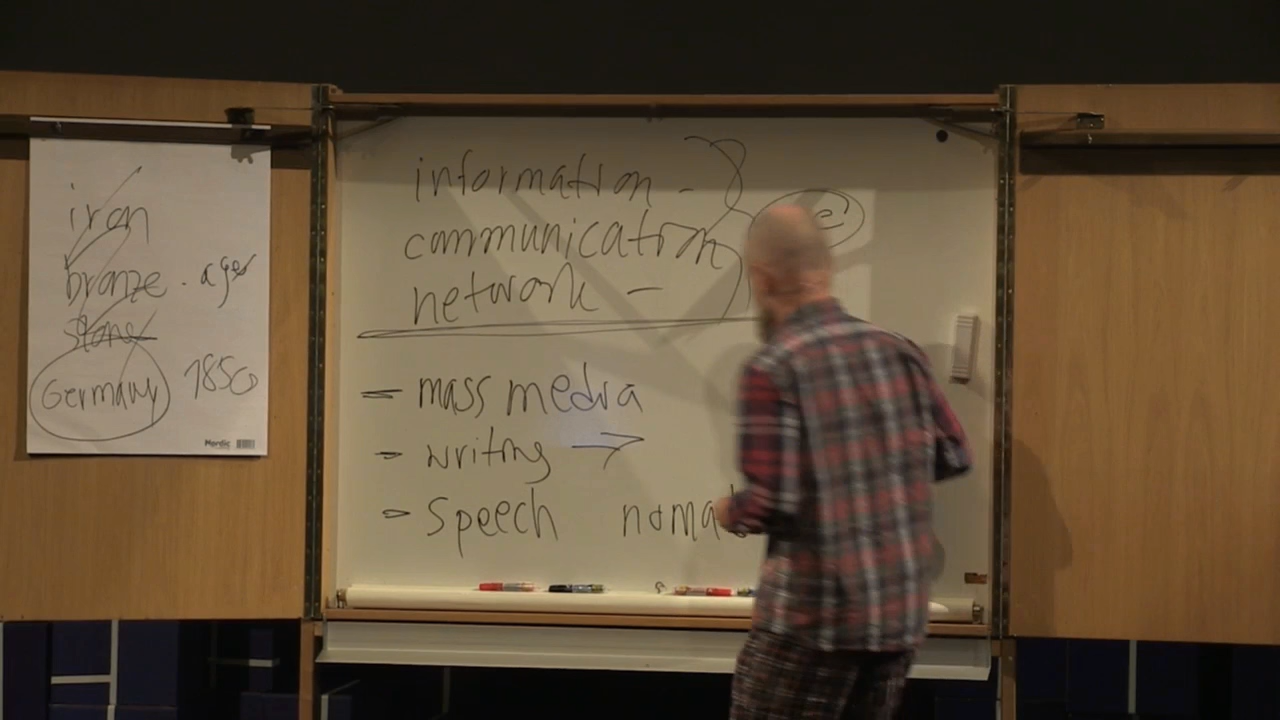 iron
bronze . ages
stone
Germany 1850
Nordic
information -
communication
network -
- mass media
- writing →
- speech